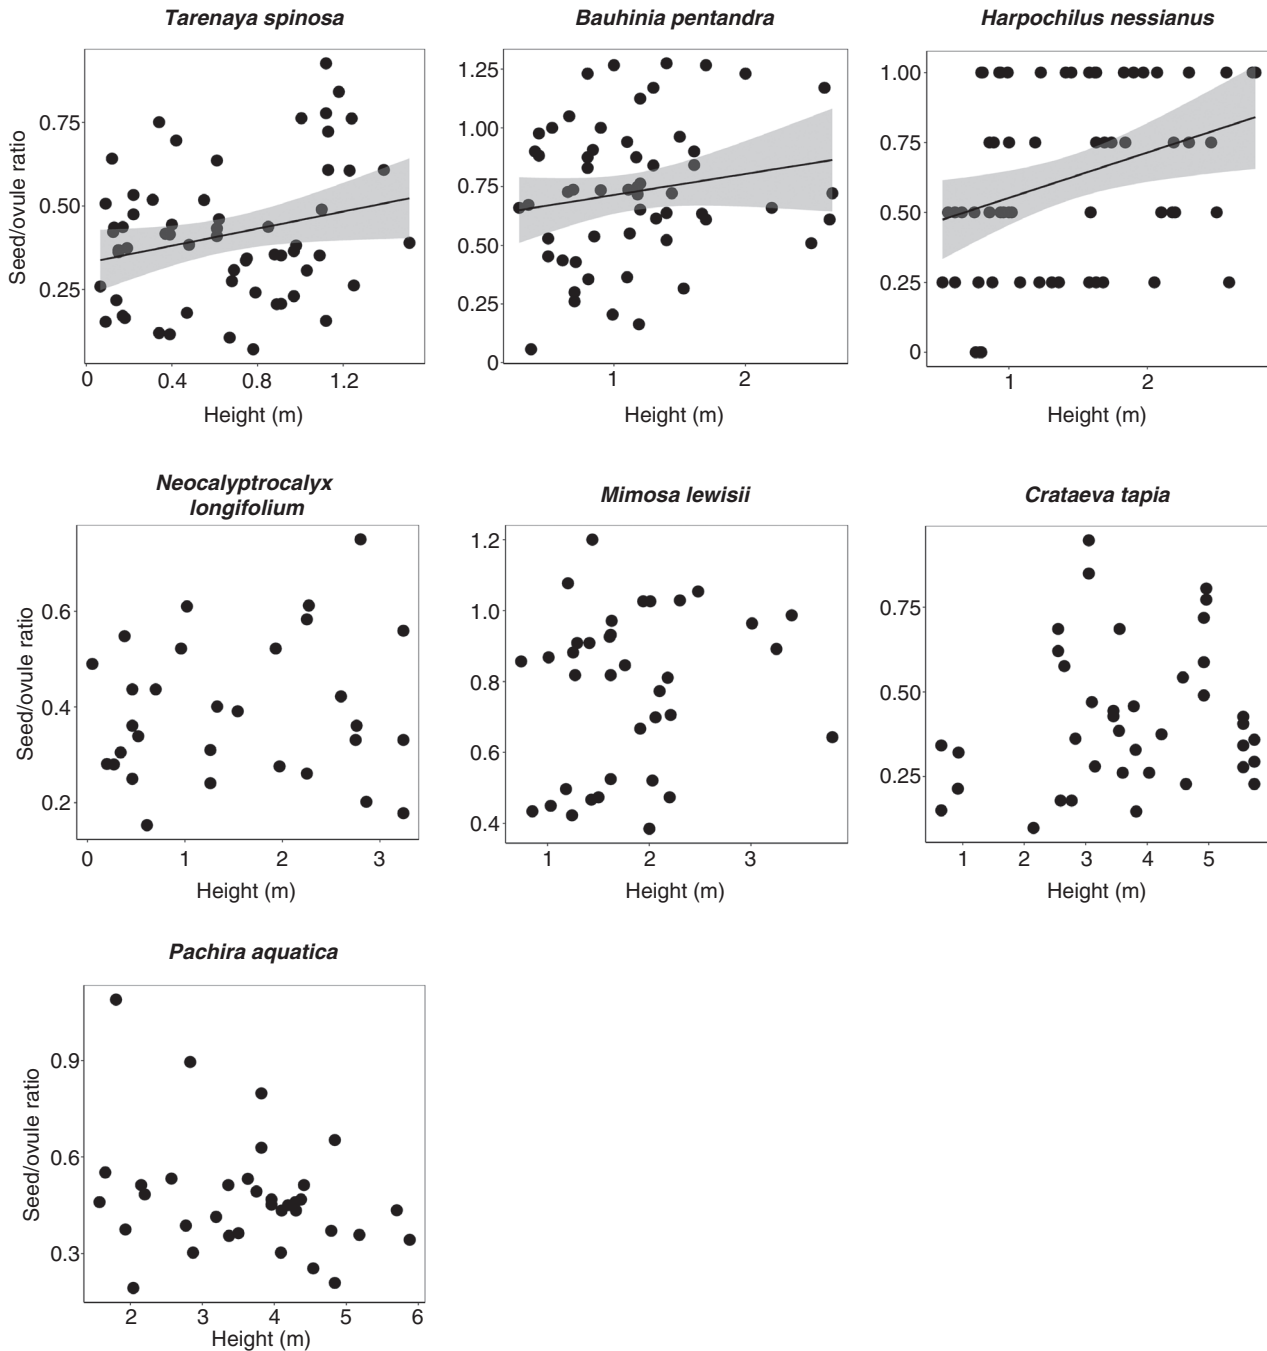 Tarenaya spinosa
Seed/ovule ratio
0.75
0.50
0.25
0 0.4 0.8 1.2
Height (m)
Bauhinia pentandra
1.25
1.00
0.75
0.50
0.25
0
1 2
Height (m)
Harpochilus nessianus
1.00
0.75
0.50
0.25
0
1 2
Height (m)
Neocalyptrocalyx
longifolium
Seed/ovule ratio
0.6
0.4
0.2
0 1 2 3
Height (m)
Mimosa lewisii
1.2
1.0
0.8
0.6
0.4
1 2 3
Height (m)
Crataeva tapia
0.75
0.50
0.25
1 2 3 4 5
Height (m)
Pachira aquatica
Seed/ovule ratio
0.9
0.6
0.3
2 3 4 5 6
Height (m)